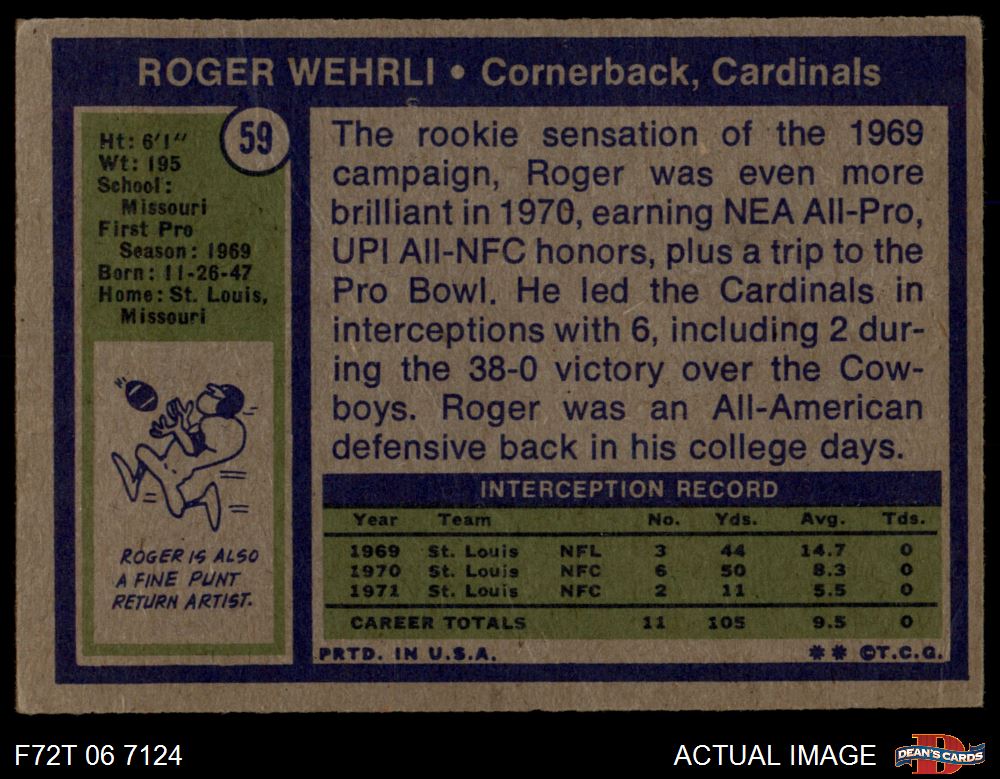 ROGER WEHRLI • Cornerback, Cardinals
59
Ht: 6'1"
Wt: 195
School:
Missouri
First Pro
Season: 1969
Born: 11-26-47
Home: St. Louis,
Missouri
ROGER IS ALSO
A FINE PUNT
RETURN ARTIST.
The rookie sensation of the 1969
campaign, Roger was even more
brilliant in 1970, earning NEA All-Pro,
UPI All-NFC honors, plus a trip to the
Pro Bowl. He led the Cardinals in
interceptions with 6, including 2 dur-
ing the 38-0 victory over the Cow-
boys. Roger was an All-American
defensive back in his college days.
INTERCEPTION RECORD
Year Team No. Yds. Avg. Tds.
1969 St. Louis NFL 3 44 14.7 0
1970 St. Louis NFC 6 50 8.3 0
1971 St. Louis NFC 2 11 5.5 0
CAREER TOTALS 11 105 9.5 0
PRTD. IN U.S.A. ** ©T.C.G.
F72T 06 7124 ACTUAL IMAGE
D
DEAN'S CARDS